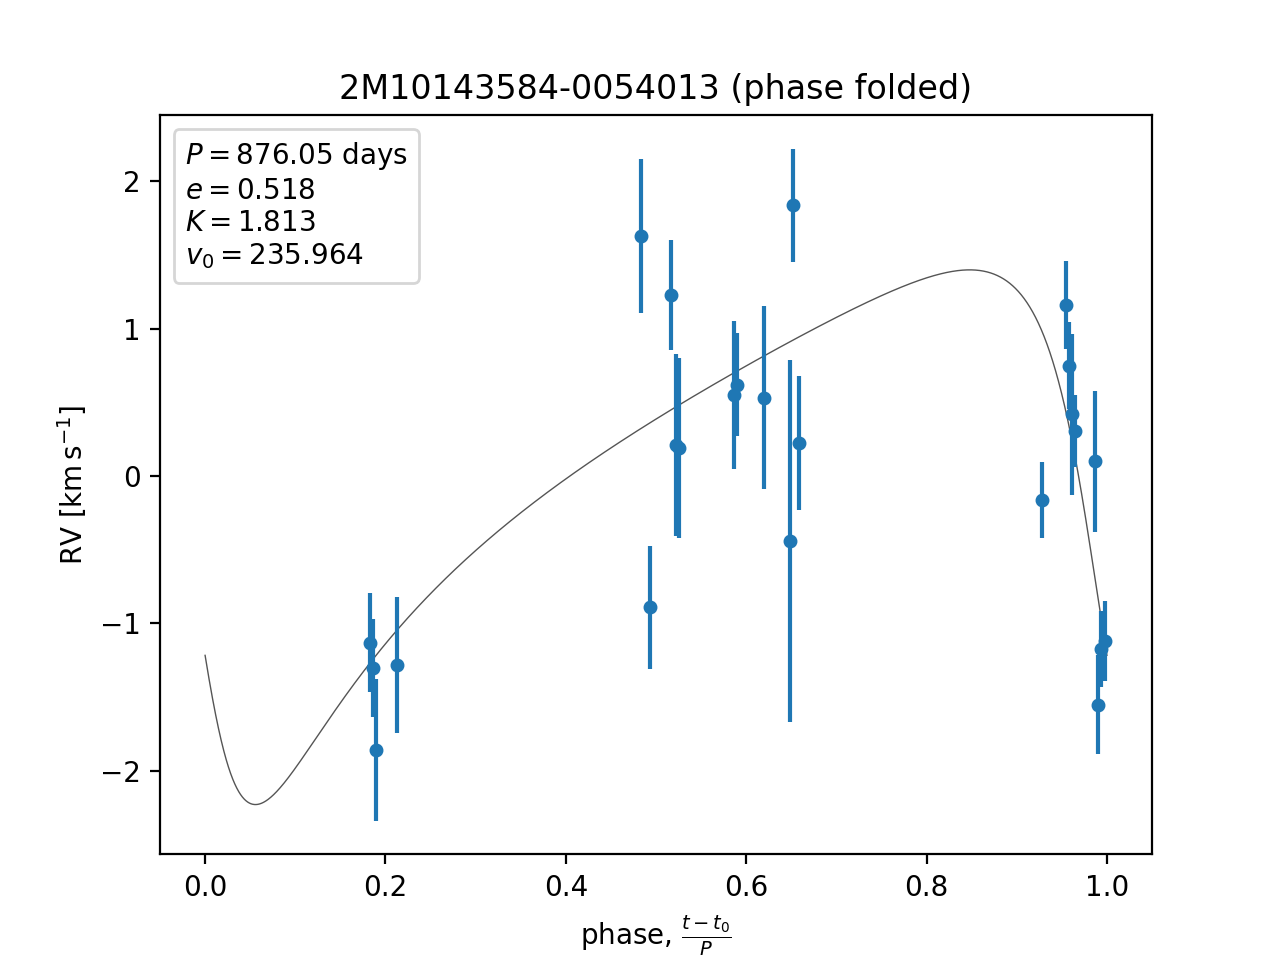 2M10143584-0054013 (phase folded)
P = 876.05 days
e = 0.518
K = 1.813
v₀ = 235.964
2
1
0
−1
−2
RV [km s⁻¹]
0.0 0.2 0.4 0.6 0.8 1.0
phase, (t − t₀)/P